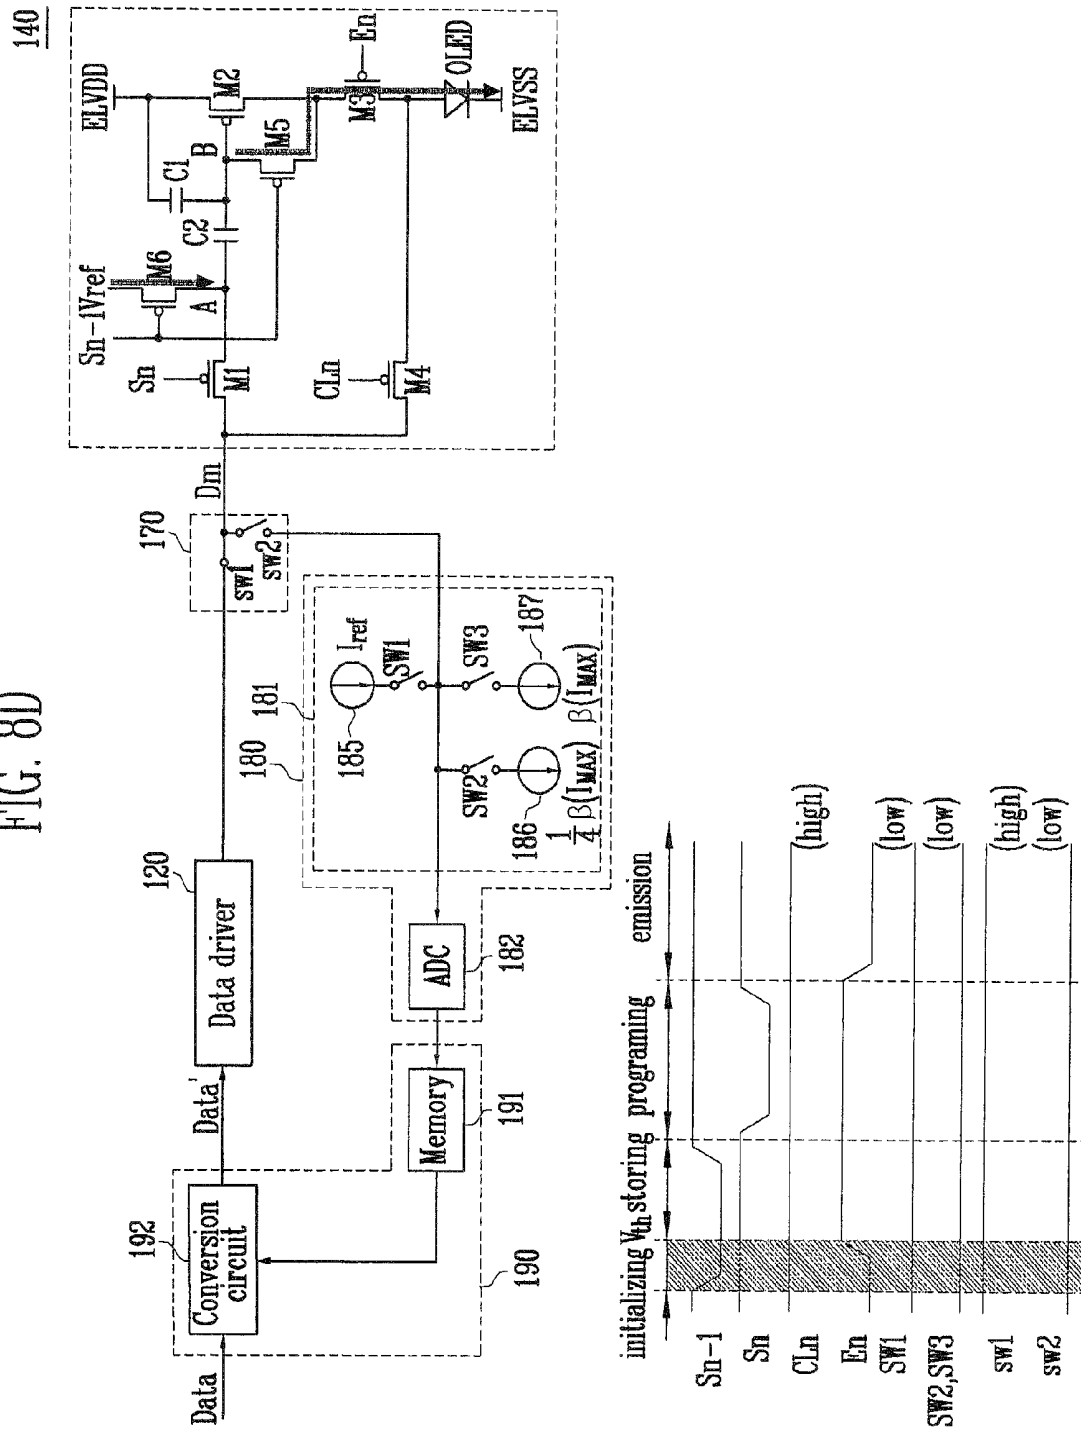 FIG. 8D
140
ELVDD
C1
M2
B
C2
M5
En
M3
OLED
ELVSS
Sn-1
Vref
M6
A
Sn
M1
CLn
M4
Dm
170
sw1
sw2
180
181
Iref
185
SW1
SW3
187
β(IMAX)
SW2
186
1/4 β(IMAX)
120
Data driver
ADC
182
Data'
Memory
191
192
Conversion circuit
190
Data
initializing
Vth storing
programing
emission
Sn-1
Sn
CLn
(high)
En
SW1
(low)
SW2,SW3
(low)
sw1
(high)
sw2
(low)